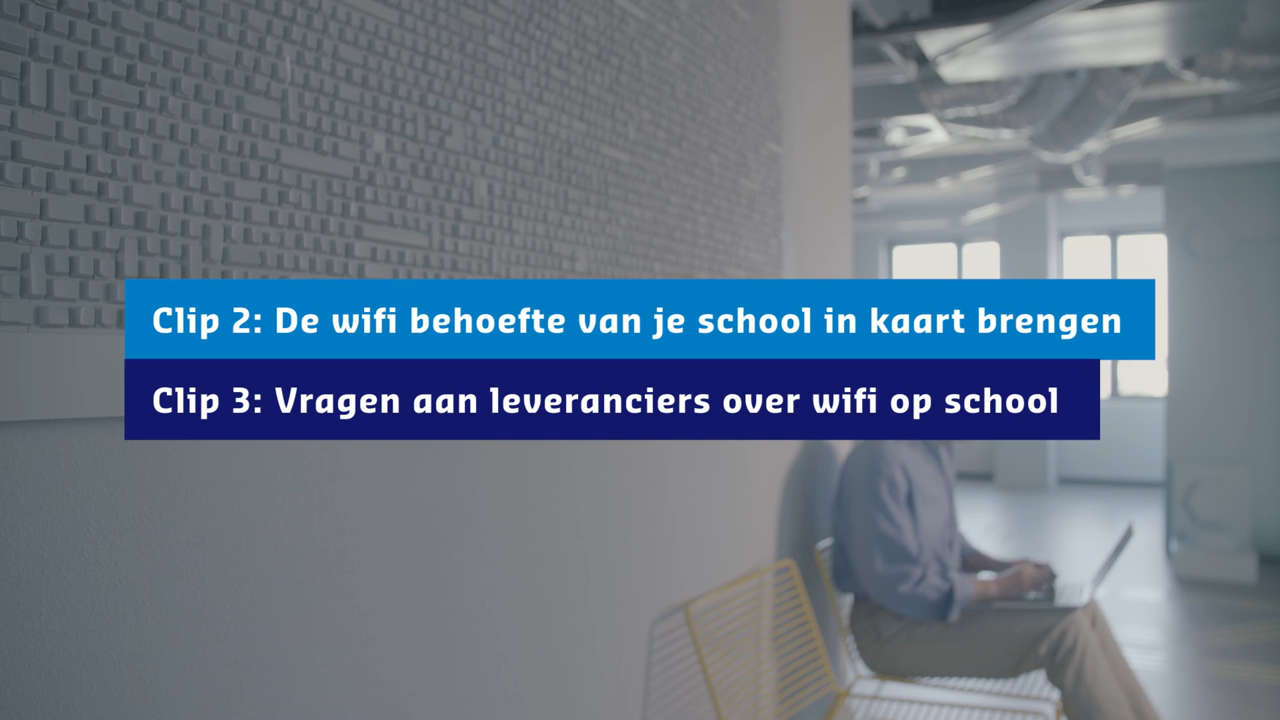 Clip 2: De wifi behoefte van je school in kaart brengen
Clip 3: Vragen aan leveranciers over wifi op school